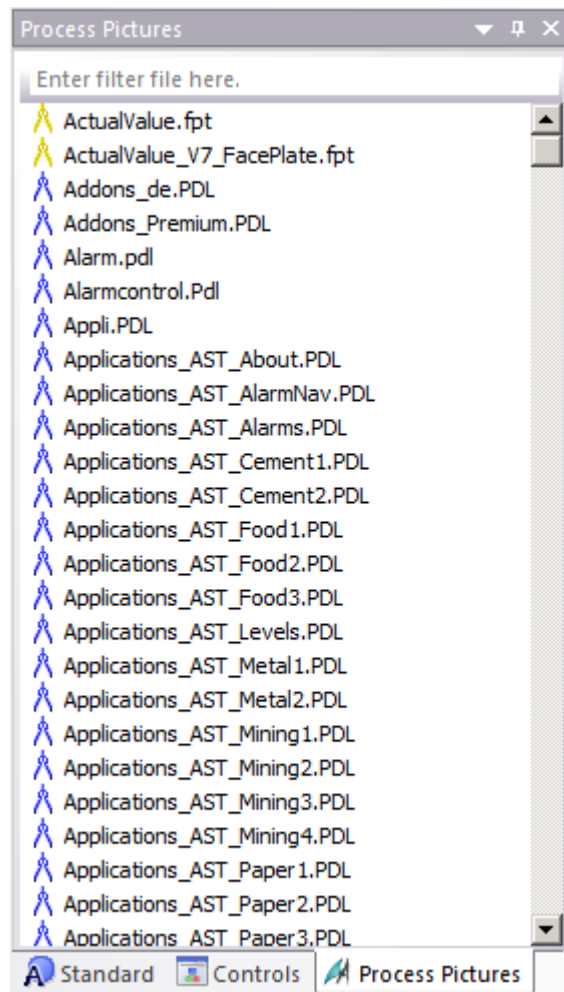 Process Pictures
Enter filter file here.
ActualValue.fpt
ActualValue_V7_FacePlate.fpt
Addons_de.PDL
Addons_Premium.PDL
Alarm.pdl
Alarmcontrol.Pdl
Appli.PDL
Applications_AST_About.PDL
Applications_AST_AlarmNav.PDL
Applications_AST_Alarms.PDL
Applications_AST_Cement1.PDL
Applications_AST_Cement2.PDL
Applications_AST_Food1.PDL
Applications_AST_Food2.PDL
Applications_AST_Food3.PDL
Applications_AST_Levels.PDL
Applications_AST_Metal1.PDL
Applications_AST_Metal2.PDL
Applications_AST_Mining1.PDL
Applications_AST_Mining2.PDL
Applications_AST_Mining3.PDL
Applications_AST_Mining4.PDL
Applications_AST_Paper1.PDL
Applications_AST_Paper2.PDL
Applications_AST_Paper3.PDL
Standard Controls Process Pictures